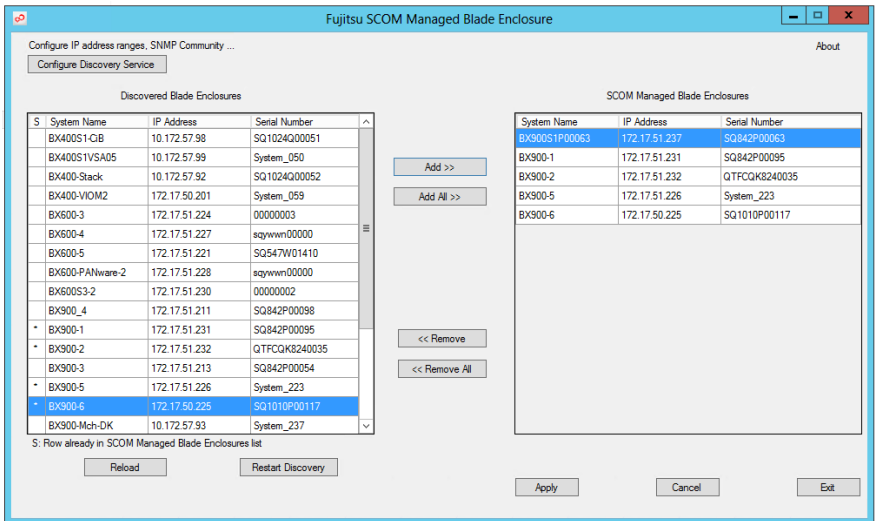 Fujitsu SCOM Managed Blade Enclosure
Configure IP address ranges, SNMP Community ...
About
Configure Discovery Service
Discovered Blade Enclosures
S System Name IP Address Serial Number
BX400S1-CiB 10.172.57.98 SQ1024Q00051
BX400S1VSA05 10.172.57.99 System_050
BX400-Stack 10.172.57.92 SQ1024Q00052
BX400-VIOM2 172.17.50.201 System_059
BX600-3 172.17.51.224 00000003
BX600-4 172.17.51.227 sqywwn00000
BX600-5 172.17.51.221 SQ547W01410
BX600-PANware-2 172.17.51.228 sqywwn00000
BX600S3-2 172.17.51.230 00000002
BX900_4 172.17.51.211 SQ842P00098
* BX900-1 172.17.51.231 SQ842P00095
* BX900-2 172.17.51.232 QTFCQK8240035
BX900-3 172.17.51.213 SQ842P00054
* BX900-5 172.17.51.226 System_223
* BX900-6 172.17.50.225 SQ1010P00117
BX900-Mch-DK 10.172.57.93 System_237
S: Row already in SCOM Managed Blade Enclosures list
Reload
Restart Discovery
Add >>
Add All >>
<< Remove
<< Remove All
SCOM Managed Blade Enclosures
System Name IP Address Serial Number
BX900S1P00063 172.17.51.237 SQ842P00063
BX900-1 172.17.51.231 SQ842P00095
BX900-2 172.17.51.232 QTFCQK8240035
BX900-5 172.17.51.226 System_223
BX900-6 172.17.50.225 SQ1010P00117
Apply
Cancel
Exit